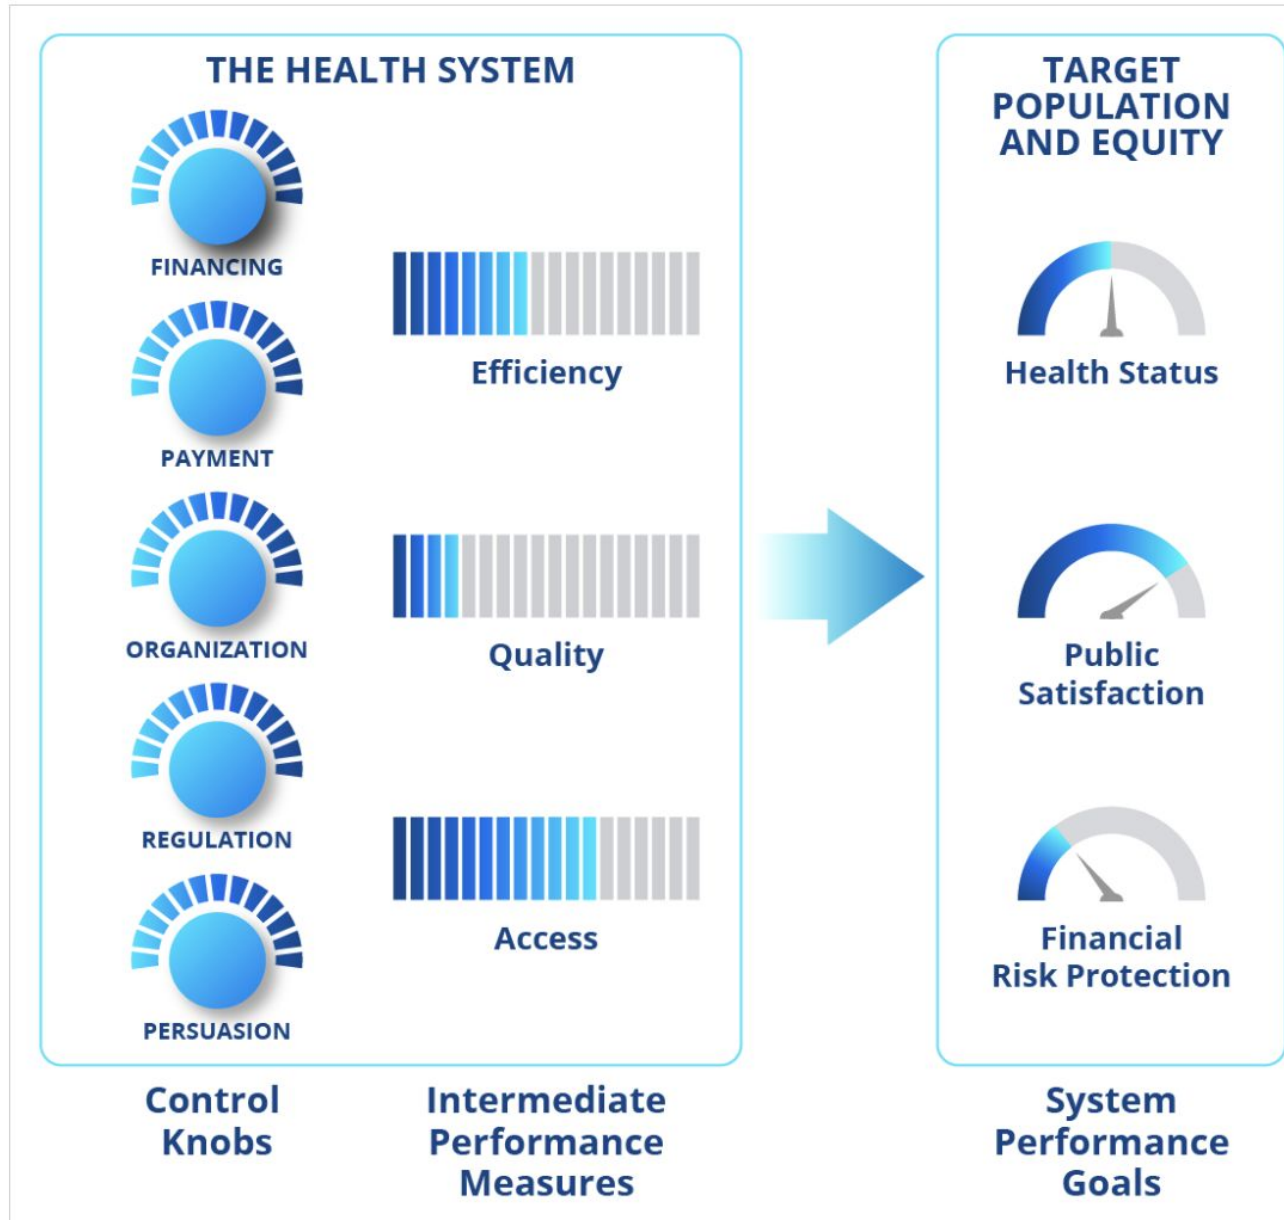 THE HEALTH SYSTEM
FINANCING
PAYMENT
ORGANIZATION
REGULATION
PERSUASION
Efficiency
Quality
Access
Control
Knobs
Intermediate
Performance
Measures
TARGET
POPULATION
AND EQUITY
Health Status
Public
Satisfaction
Financial
Risk Protection
System
Performance
Goals